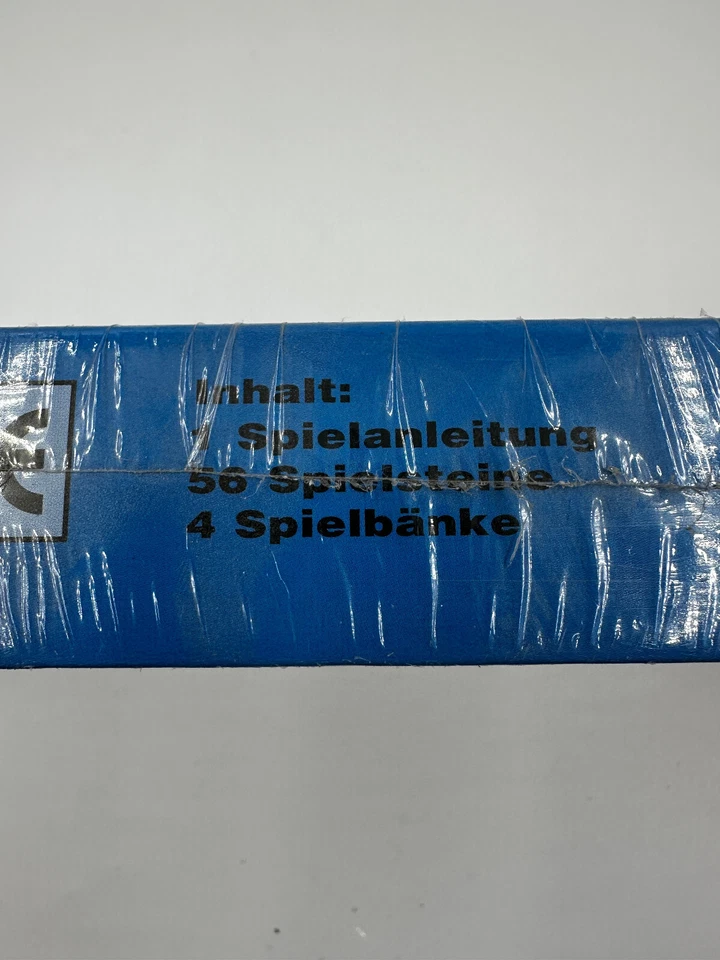 Inhalt:
1 Spielanleitung
56 Spielsteine
4 Spielbänke